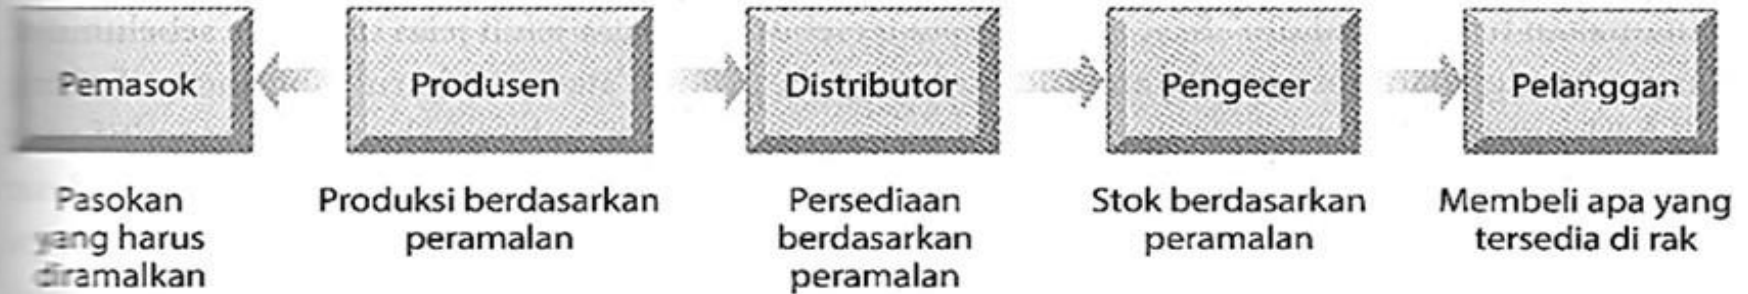 Pemasok
Produsen
Distributor
Pengecer
Pelanggan
Pasokan
yang harus
diramalkan
Produksi berdasarkan
peramalan
Persediaan
berdasarkan
peramalan
Stok berdasarkan
peramalan
Membeli apa yang
tersedia di rak